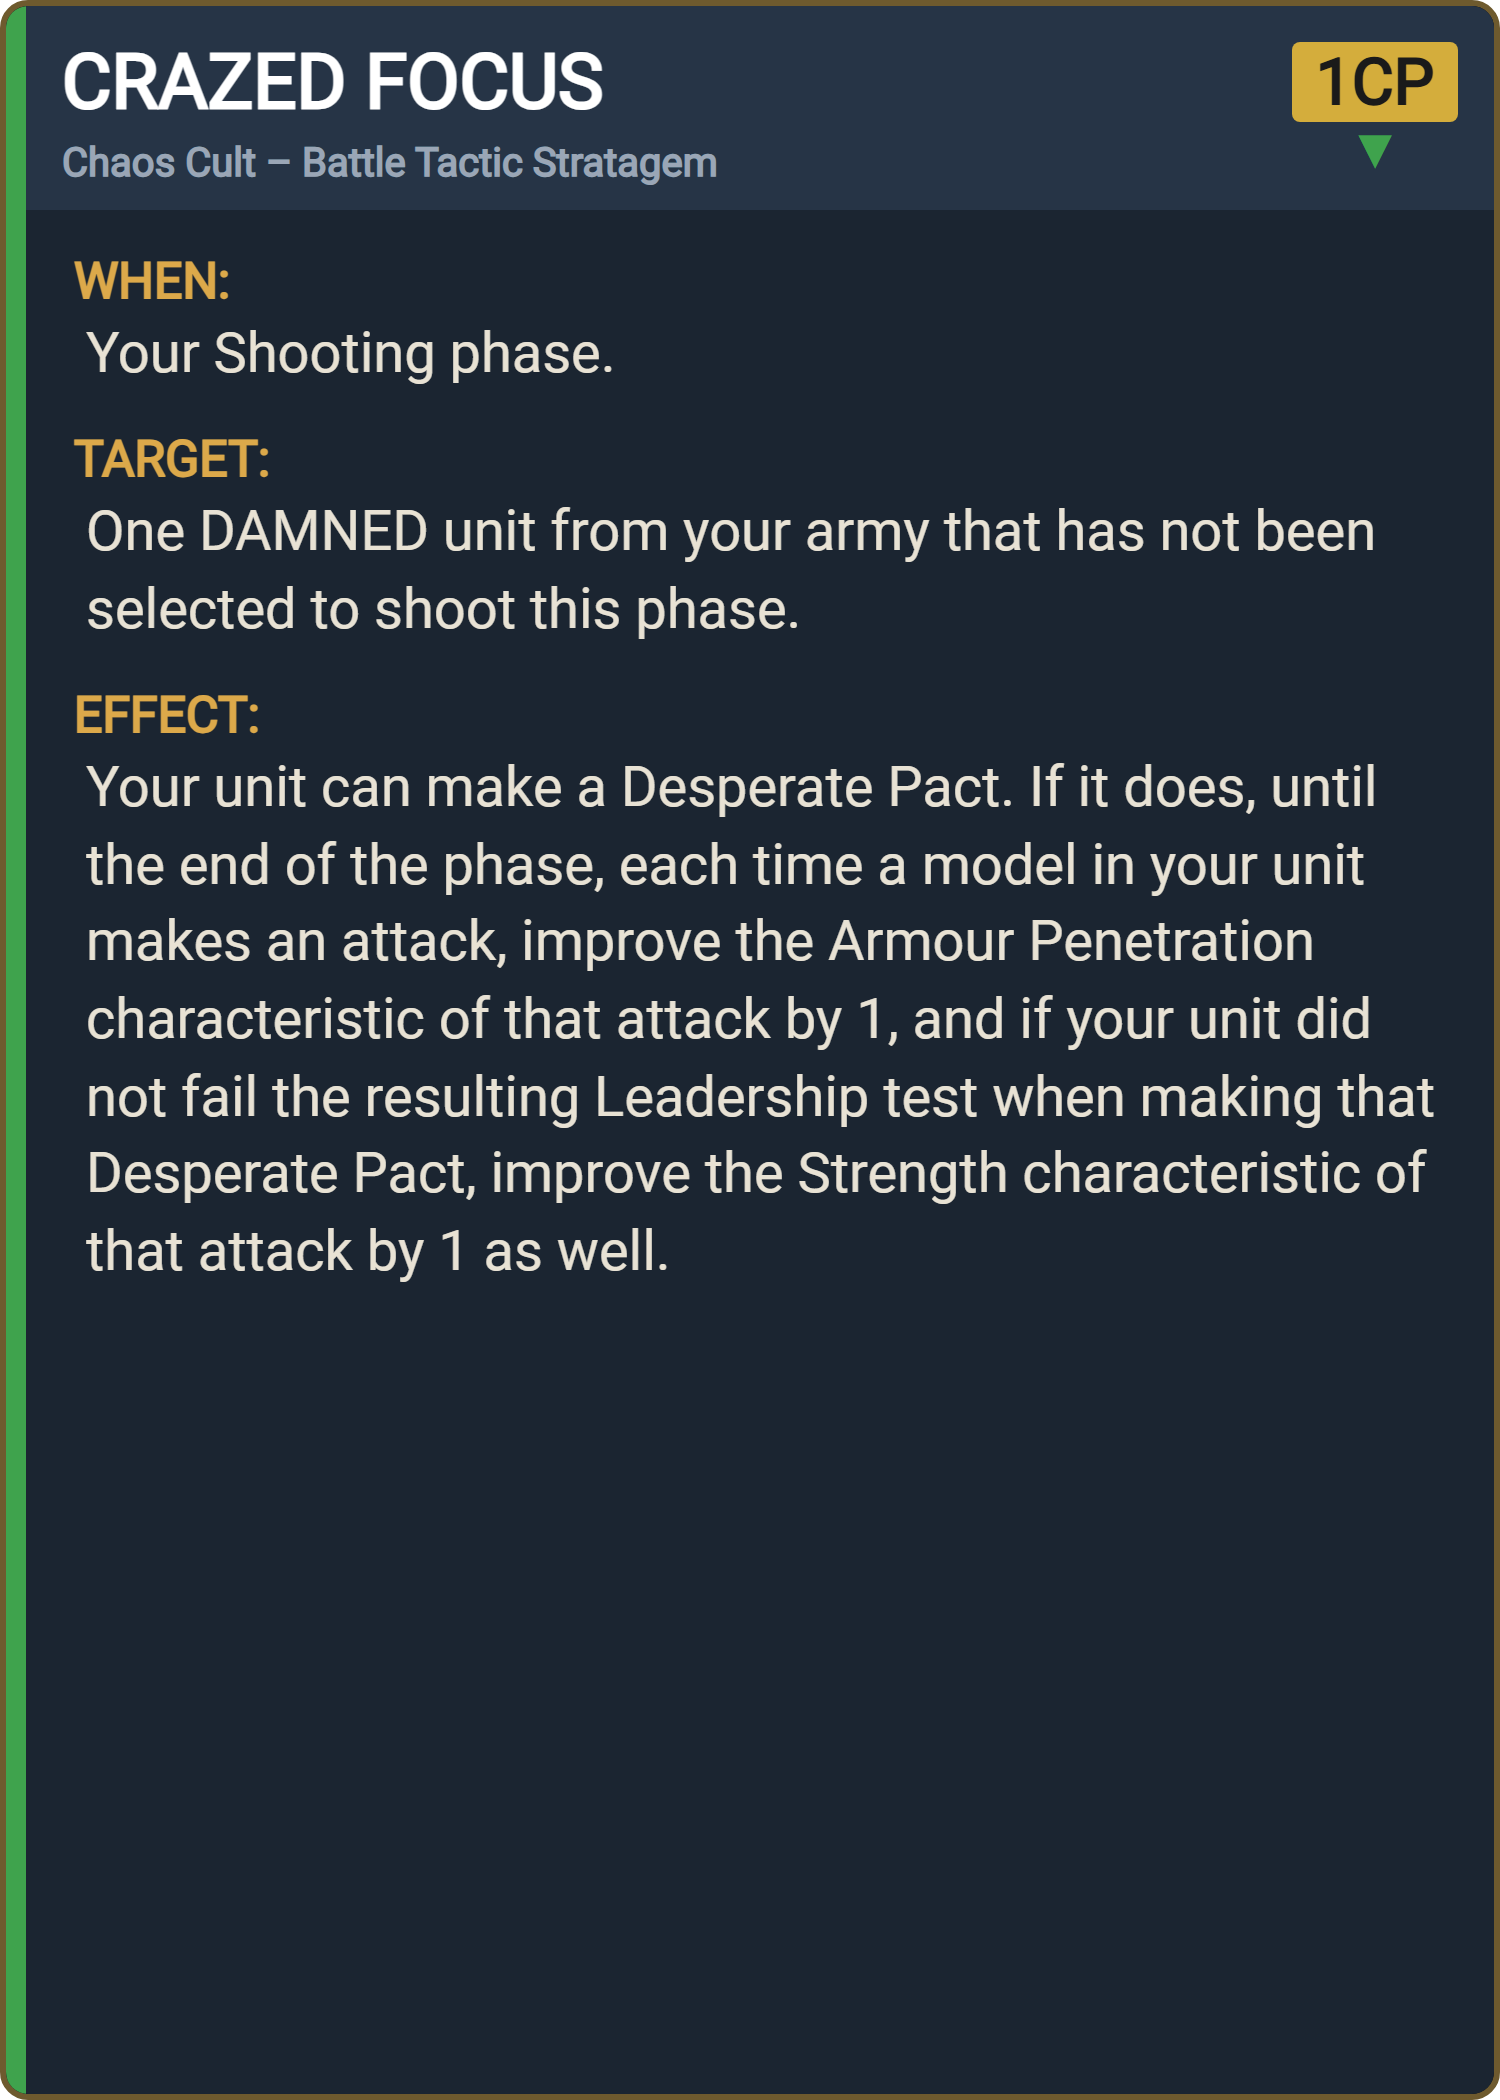 CRAZED FOCUS
1CP
Chaos Cult – Battle Tactic Stratagem
WHEN:
Your Shooting phase.
TARGET:
One DAMNED unit from your army that has not been
selected to shoot this phase.
EFFECT:
Your unit can make a Desperate Pact. If it does, until
the end of the phase, each time a model in your unit
makes an attack, improve the Armour Penetration
characteristic of that attack by 1, and if your unit did
not fail the resulting Leadership test when making that
Desperate Pact, improve the Strength characteristic of
that attack by 1 as well.